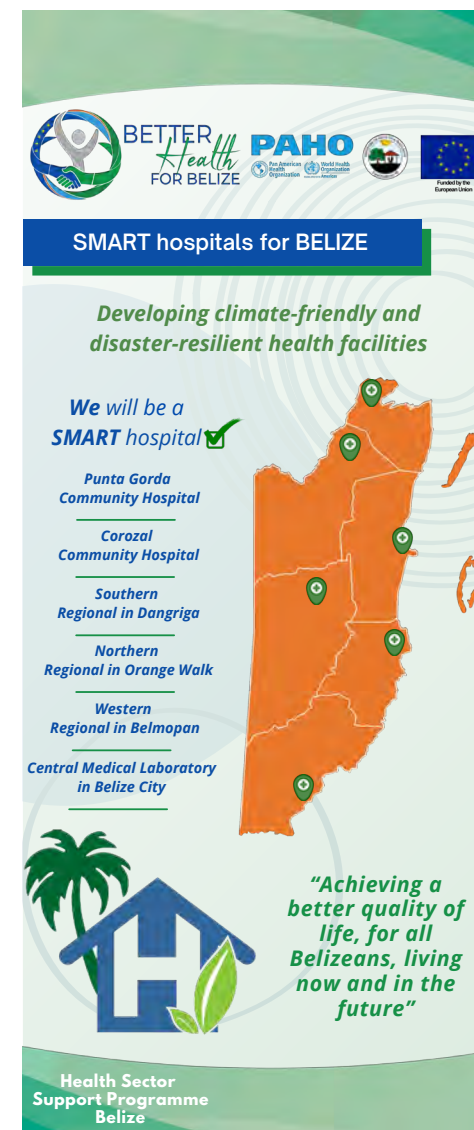 BETTER
Health
FOR BELIZE
PAHO
Pan American
Health
Organization
World Health
Organization
Funded by the
European Union
SMART hospitals for BELIZE
Developing climate-friendly and
disaster-resilient health facilities
We will be a
SMART hospital
Punta Gorda
Community Hospital
Corozal
Community Hospital
Southern
Regional in Dangriga
Northern
Regional in Orange Walk
Western
Regional in Belmopan
Central Medical Laboratory
in Belize City
H
“Achieving a
better quality of
life, for all
Belizeans, living
now and in the
future”
Health Sector
Support Programme
Belize